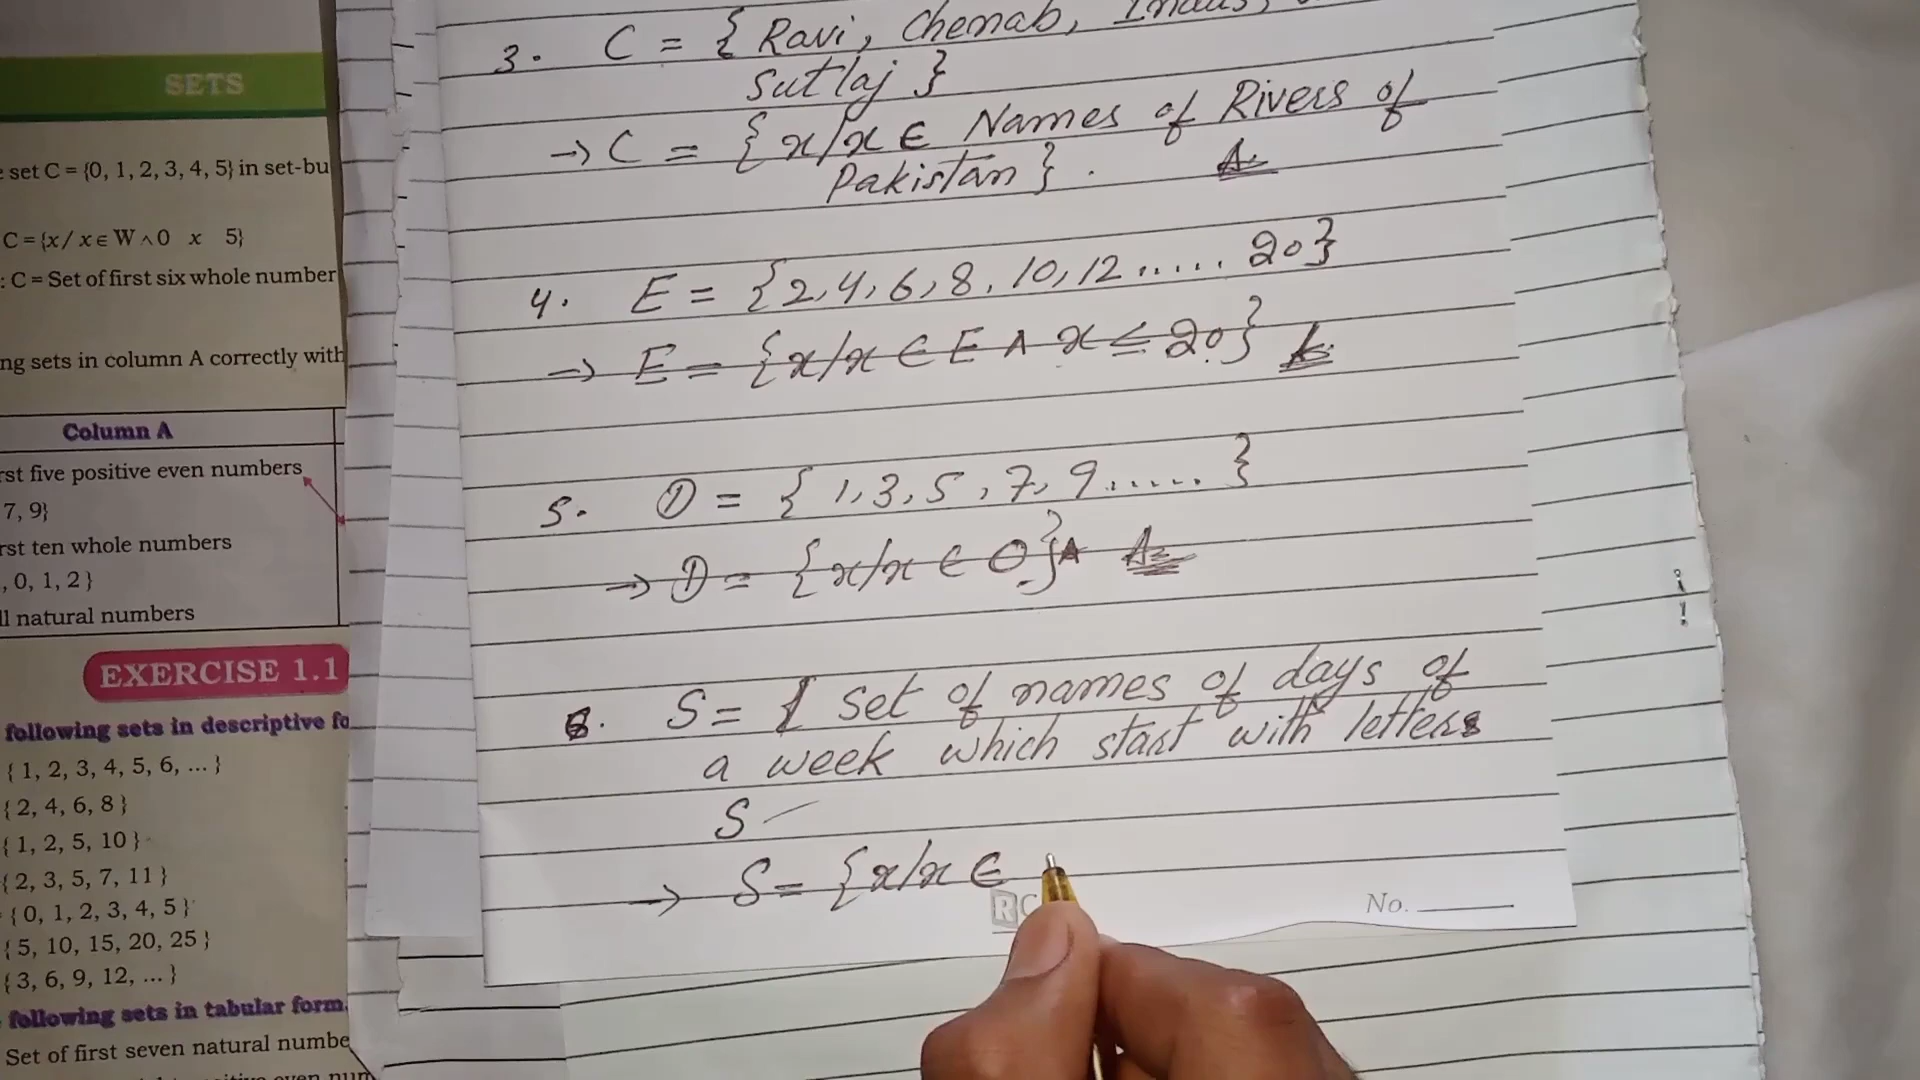 SETS
set C = {0, 1, 2, 3, 4, 5} in set-bu
C = {x / x ∈ W ∧ 0 x 5}
: C = Set of first six whole number
ng sets in column A correctly with
Column A
rst five positive even numbers
7, 9}
rst ten whole numbers
, 0, 1, 2 }
ll natural numbers
EXERCISE 1.1
following sets in descriptive fo
{ 1, 2, 3, 4, 5, 6, ... }
{ 2, 4, 6, 8 }
{ 1, 2, 5, 10 }
{ 2, 3, 5, 7, 11 }
{ 0, 1, 2, 3, 4, 5 }
{ 5, 10, 15, 20, 25 }
{ 3, 6, 9, 12, ... }
following sets in tabular form.
Set of first seven natural numbe
3. C = { Ravi, Chenab, Indus,
Sutlaj }
→ C = { x/x ∈ Names of Rivers of
Pakistan } .
4. E = { 2, 4, 6, 8, 10, 12 ..... 20 }
→ E = { x/x ∈ E ∧ x ≤ 20 }
5. D = { 1, 3, 5, 7, 9 ...... }
→ D = { x/x ∈ O }
6. S = { Set of names of days of
a week which start with letters
S
→ S = { x/x ∈
No.